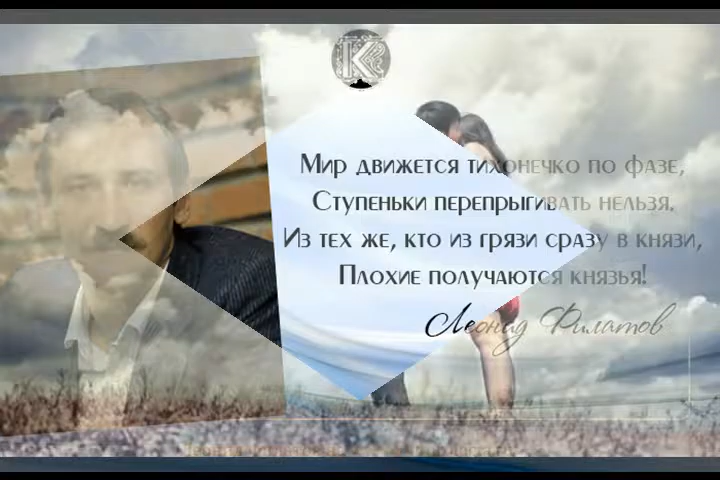 Мир движется тихонечко по фазе,
Ступеньки перепрыгивать нельзя.
Из тех же, кто из грязи сразу в князи,
Плохие получаются князья!
Леонид Филатов